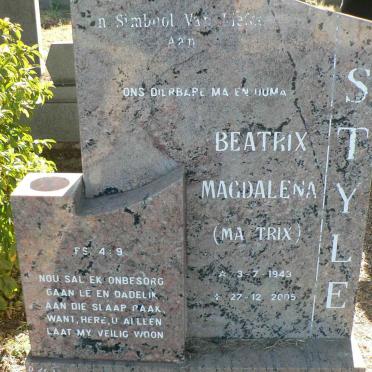 'n Simbool Van Liefde
Aan
ONS DIERBARE MA EN OUMA
BEATRIX
MAGDALENA
(MA TRIX)
* 3-7-1943
27-12-2005
STYLE
PS 4:9
NOU SAL EK ONBESORG
GAAN LÊ EN DADELIK
AAN DIE SLAAP RAAK,
WANT, HERE, U ALLEEN
LAAT MY VEILIG WOON